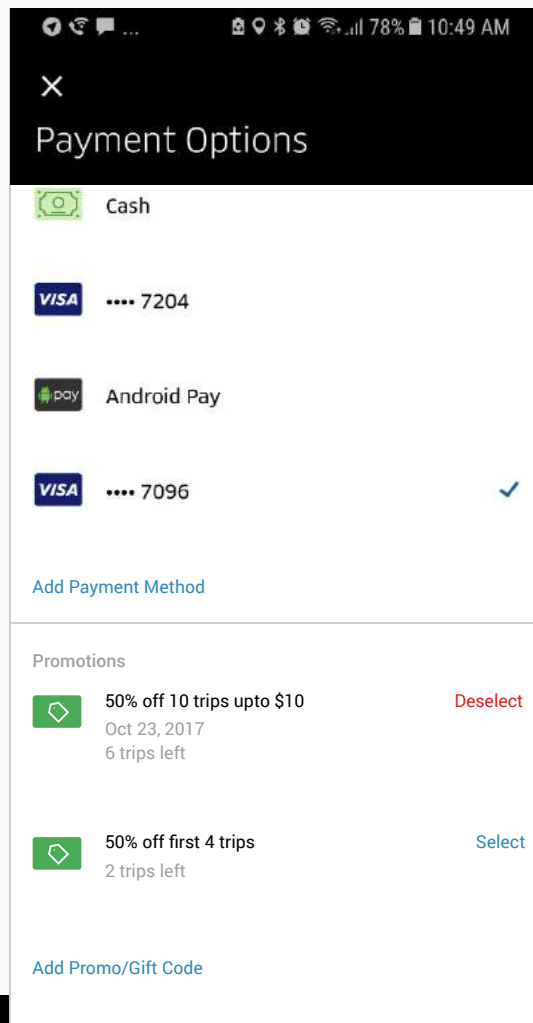 ... 78% 10:49 AM
Payment Options
Cash
VISA •••• 7204
pay Android Pay
VISA •••• 7096
Add Payment Method
Promotions
50% off 10 trips upto $10 Deselect
Oct 23, 2017
6 trips left
50% off first 4 trips Select
2 trips left
Add Promo/Gift Code